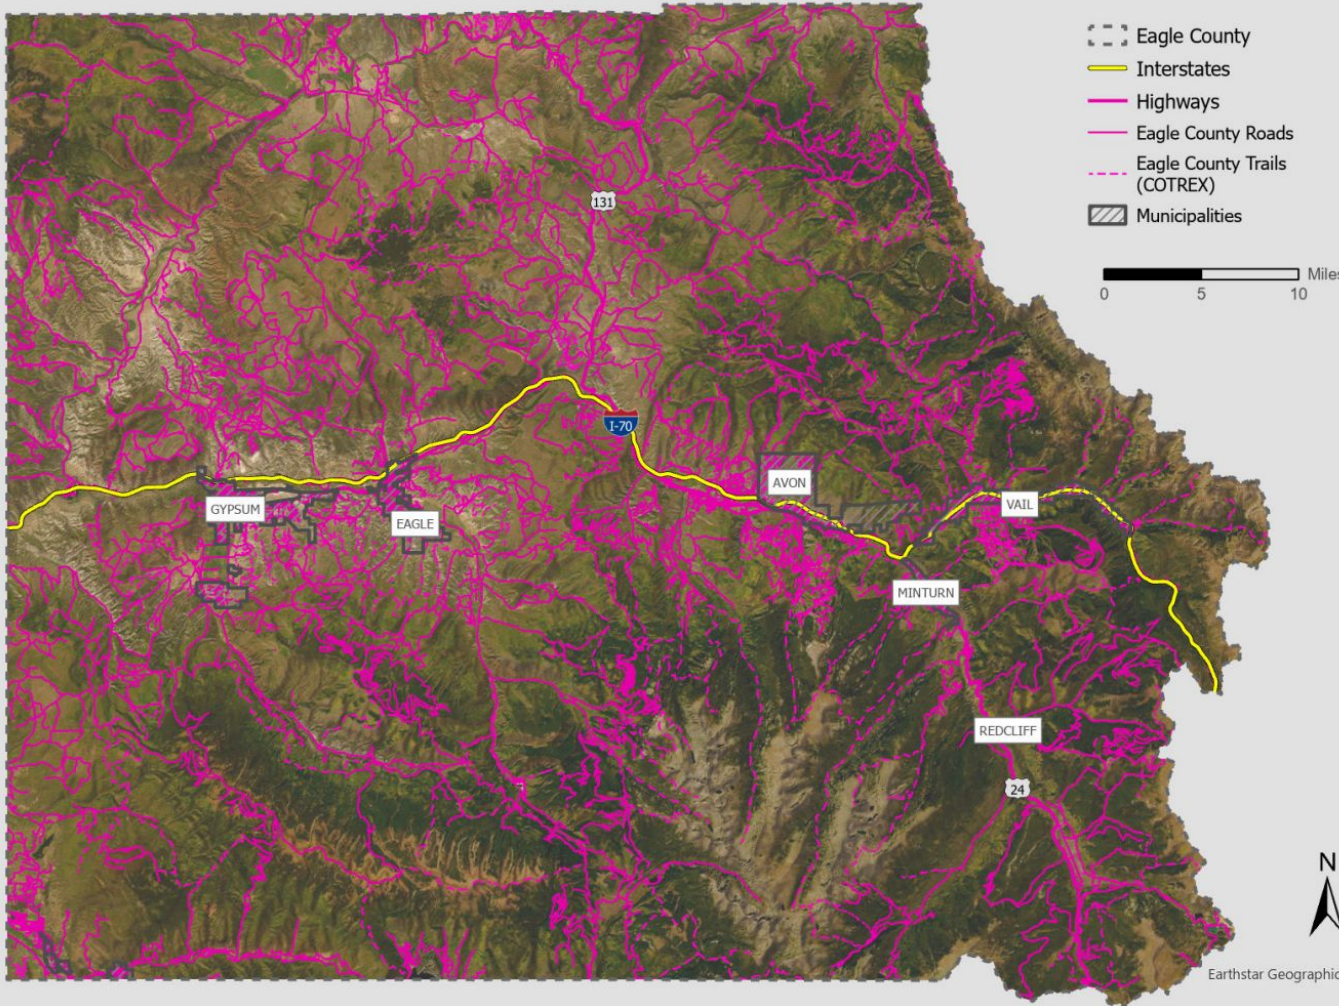 Eagle County
Interstates
Highways
Eagle County Roads
Eagle County Trails
(COTREX)
Municipalities
Miles
0 5 10
131
I-70
AVON
GYPSUM
EAGLE
VAIL
MINTURN
REDCLIFF
24
N
Earthstar Geographic